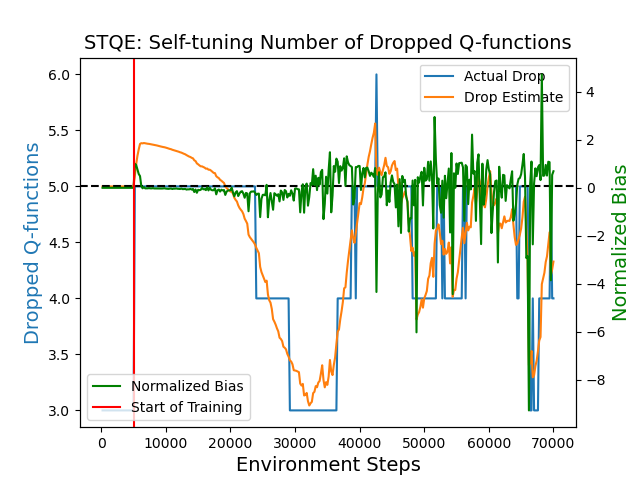 STQE: Self-tuning Number of Dropped Q-functions
Actual Drop
Drop Estimate
Dropped Q-functions
6.0
5.5
5.0
4.5
4.0
3.5
3.0
4
2
0
−2
−4
−6
−8
Normalized Bias
Normalized Bias
Start of Training
0 10000 20000 30000 40000 50000 60000 70000
Environment Steps